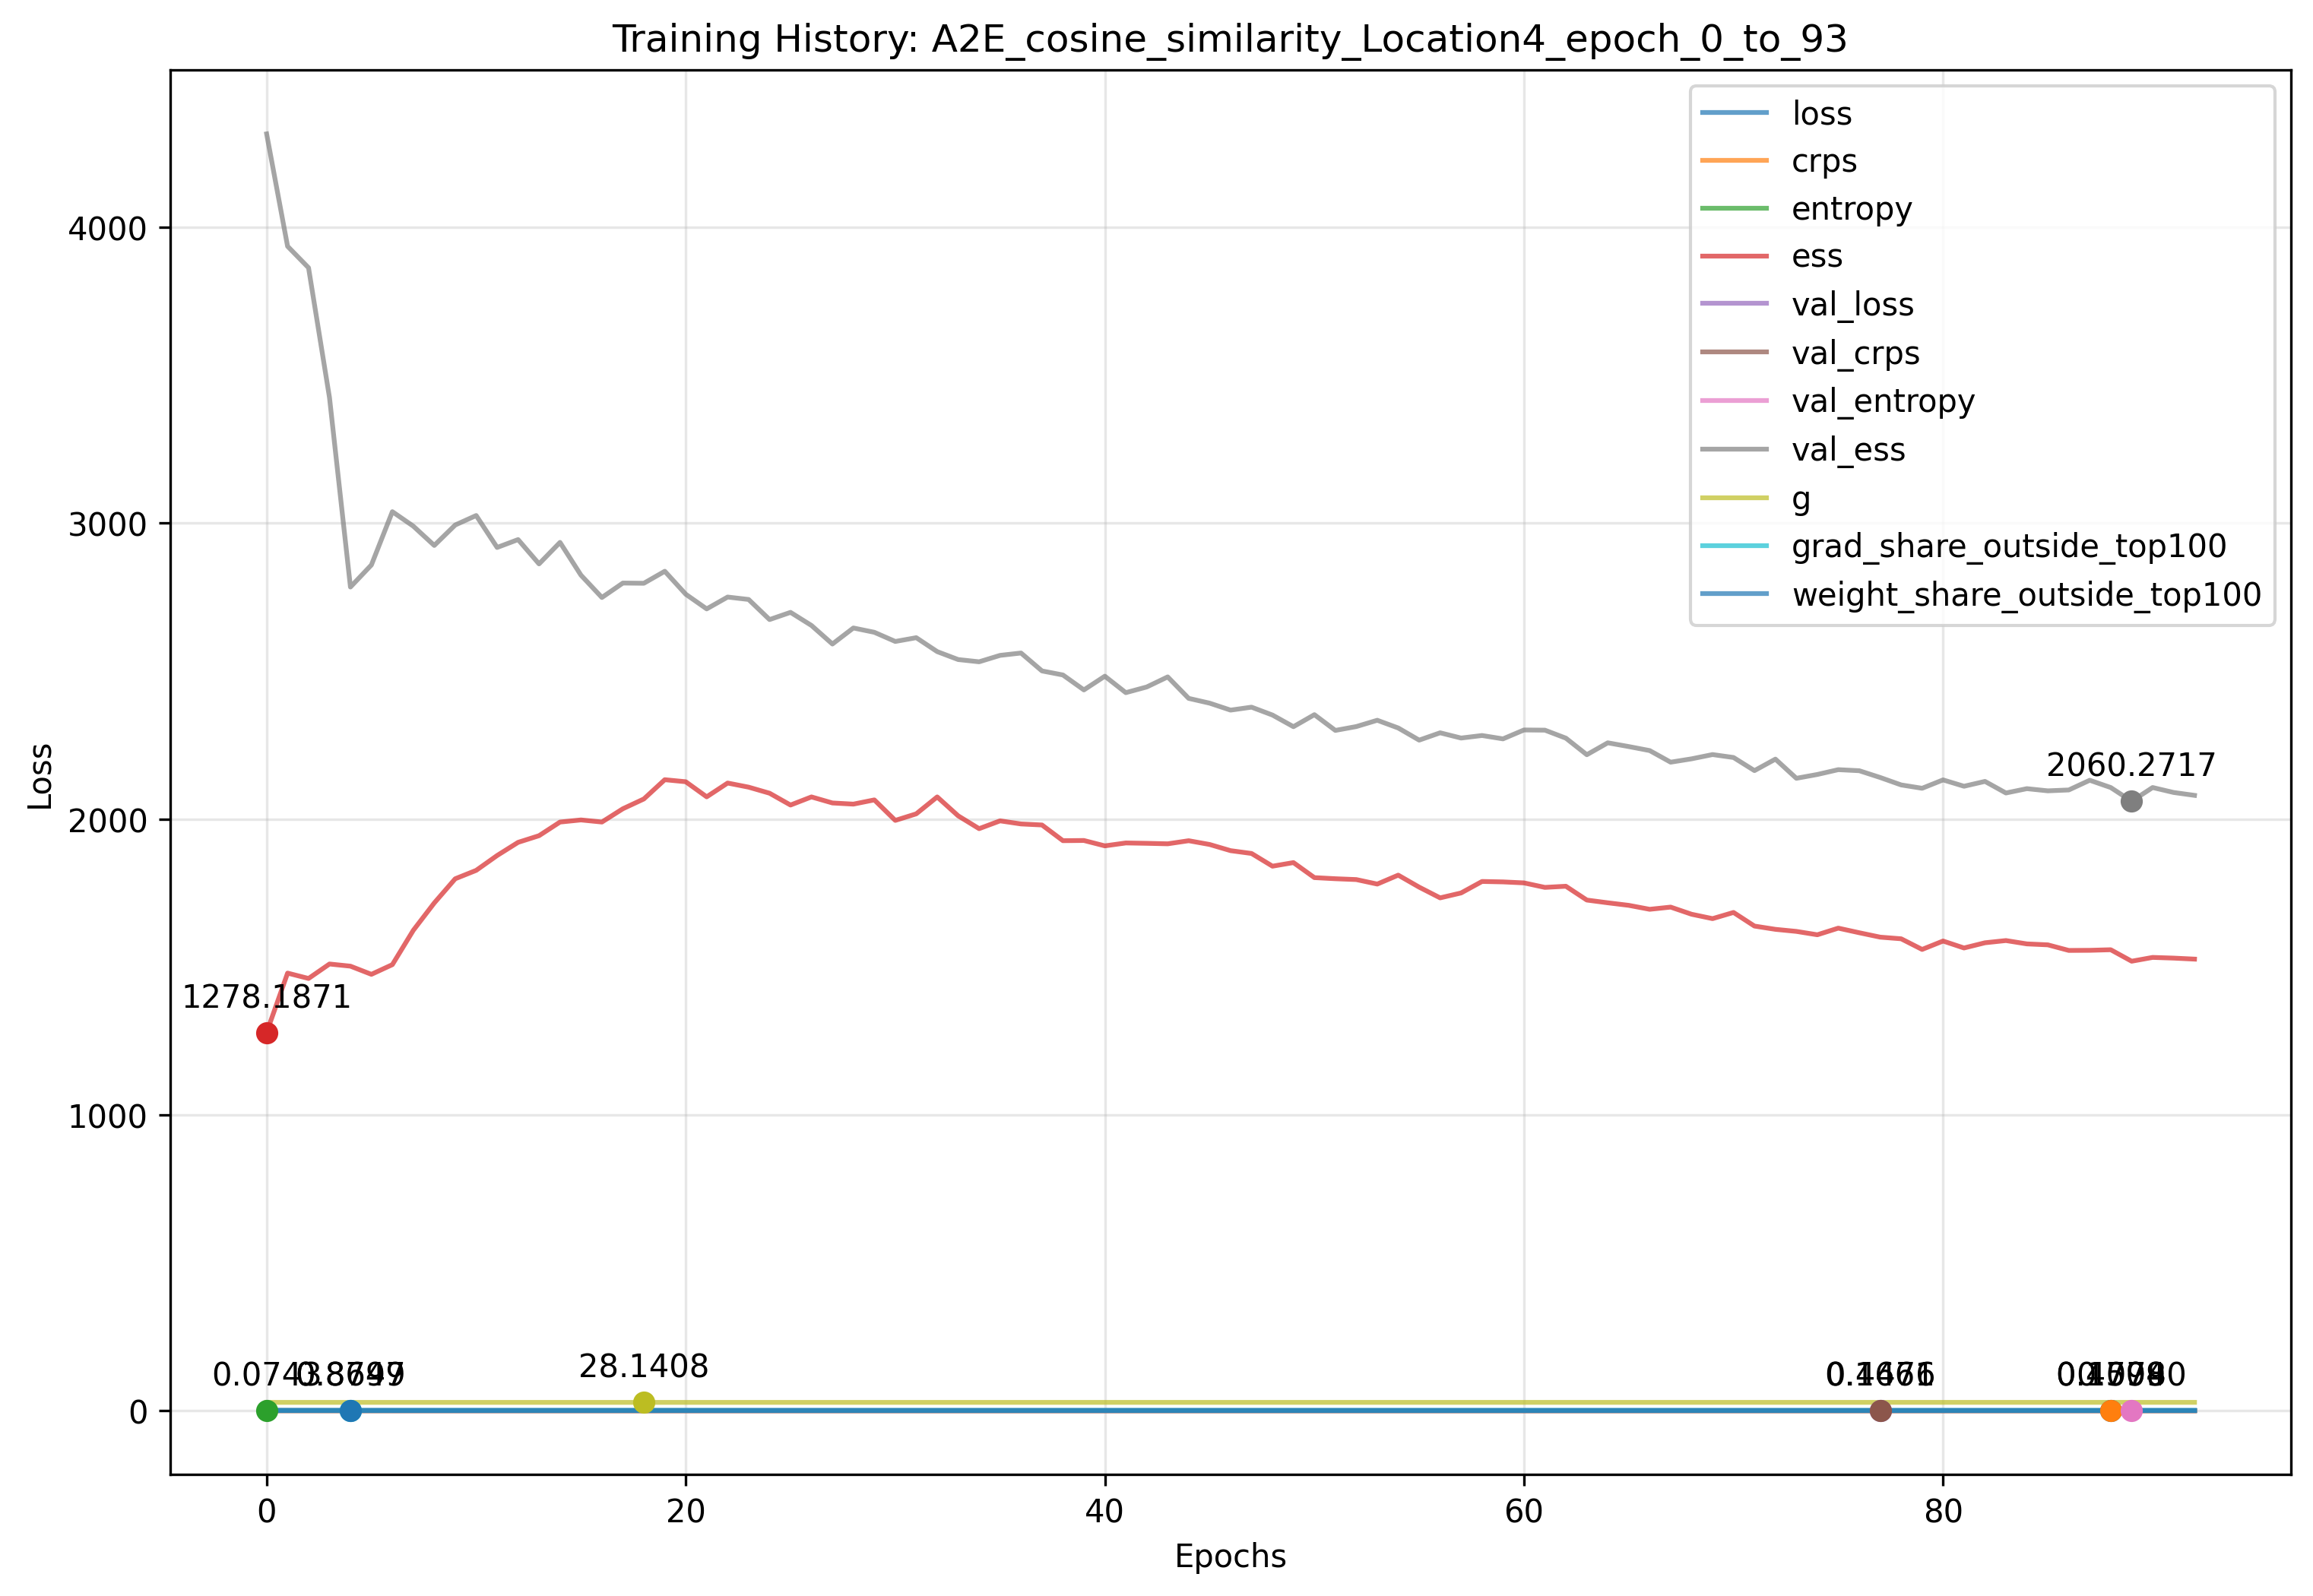 Training History: A2E_cosine_similarity_Location4_epoch_0_to_93
loss
crps
entropy
ess
val_loss
val_crps
val_entropy
val_ess
g
grad_share_outside_top100
weight_share_outside_top100
4000
3000
2000
1000
0
Loss
2060.2717
1278.1871
28.1408
0
20
40
60
80
Epochs